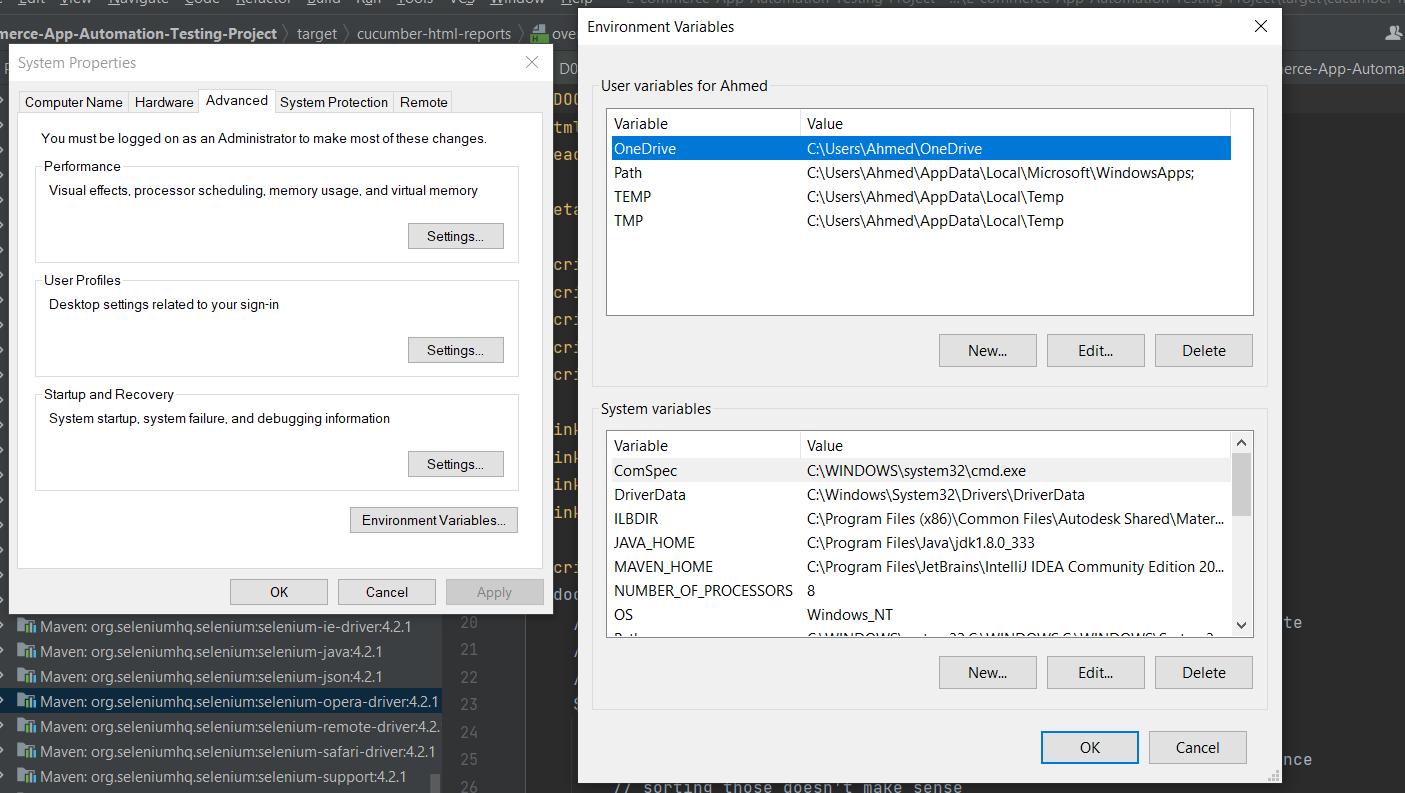 Edit View Navigate Code Refactor Build Run Tools VCS Window Help
merce-App-Automation-Testing-Project target cucumber-html-reports
System Properties
Computer Name Hardware Advanced System Protection Remote
You must be logged on as an Administrator to make most of these changes.
Performance
Visual effects, processor scheduling, memory usage, and virtual memory
Settings...
User Profiles
Desktop settings related to your sign-in
Settings...
Startup and Recovery
System startup, system failure, and debugging information
Settings...
Environment Variables...
OK Cancel Apply
Maven: org.seleniumhq.selenium:selenium-ie-driver:4.2.1
Maven: org.seleniumhq.selenium:selenium-java:4.2.1
Maven: org.seleniumhq.selenium:selenium-json:4.2.1
Maven: org.seleniumhq.selenium:selenium-opera-driver:4.2.1
Maven: org.seleniumhq.selenium:selenium-remote-driver:4.2.
Maven: org.seleniumhq.selenium:selenium-safari-driver:4.2.1
Maven: org.seleniumhq.selenium:selenium-support:4.2.1
20
21
22
23
24
25
26
Environment Variables
User variables for Ahmed
Variable Value
OneDrive C:\Users\Ahmed\OneDrive
Path C:\Users\Ahmed\AppData\Local\Microsoft\WindowsApps;
TEMP C:\Users\Ahmed\AppData\Local\Temp
TMP C:\Users\Ahmed\AppData\Local\Temp
New... Edit... Delete
System variables
Variable Value
ComSpec C:\WINDOWS\system32\cmd.exe
DriverData C:\Windows\System32\Drivers\DriverData
ILBDIR C:\Program Files (x86)\Common Files\Autodesk Shared\Mater...
JAVA_HOME C:\Program Files\Java\jdk1.8.0_333
MAVEN_HOME C:\Program Files\JetBrains\IntelliJ IDEA Community Edition 20...
NUMBER_OF_PROCESSORS 8
OS Windows_NT
New... Edit... Delete
OK Cancel
// sorting those doesn't make sense